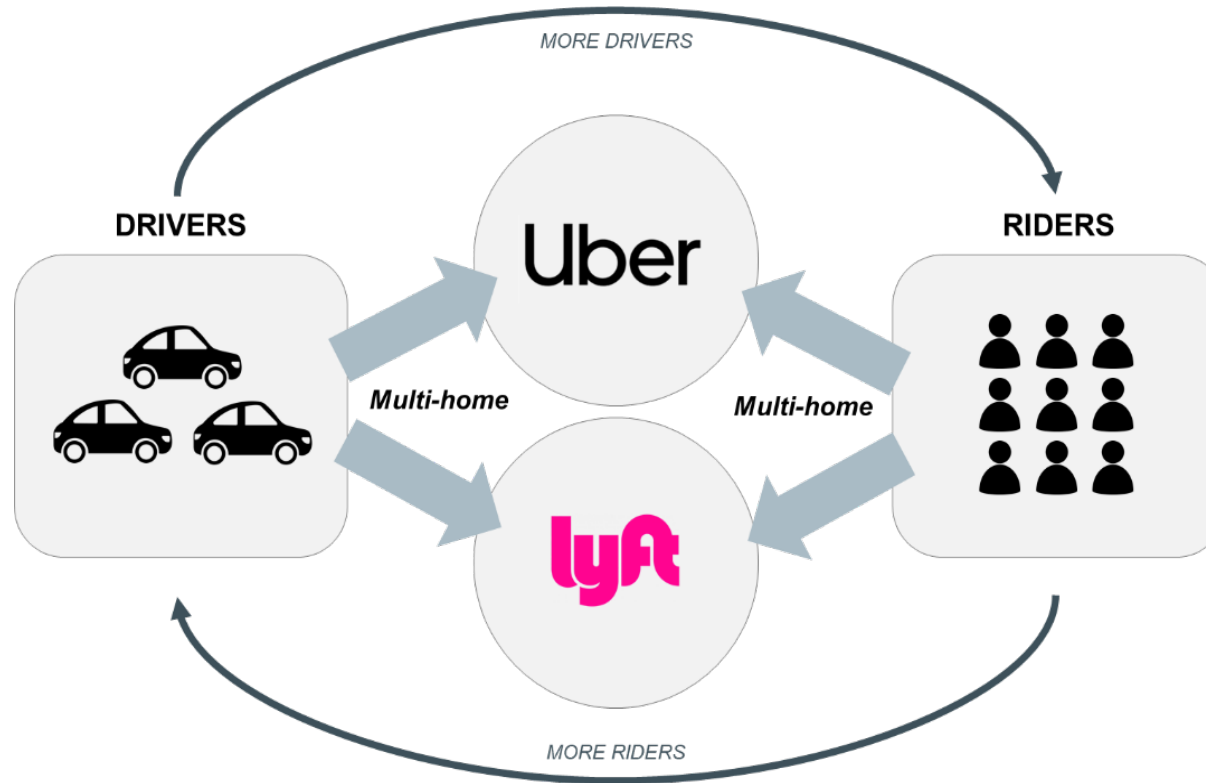 MORE DRIVERS
DRIVERS
RIDERS
Uber
Multi-home
Multi-home
lyft
MORE RIDERS